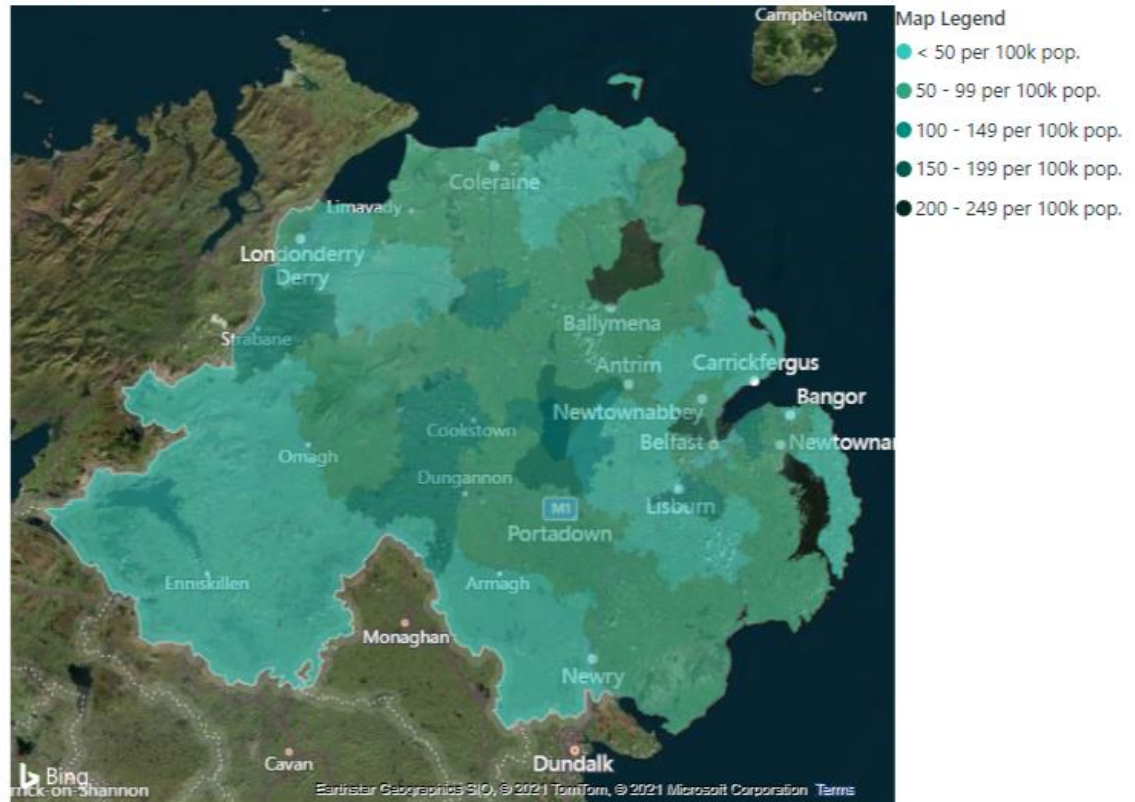 Campbeltown
Map Legend
< 50 per 100k pop.
50 - 99 per 100k pop.
100 - 149 per 100k pop.
150 - 199 per 100k pop.
200 - 249 per 100k pop.
Coleraine
Limavady
Londonderry
Derry
Ballymena
Strabane
Antrim
Carrickfergus
Bangor
Newtownabbey
Cookstown
Belfast
Newtownar
Omagh
Dungannon
M1
Lisburn
Portadown
Enniskillen
Armagh
Monaghan
Newry
Cavan
Dundalk
Bing
rrick-on-Shannon
Earthstar Geographics SIO, © 2021 TomTom, © 2021 Microsoft Corporation Terms